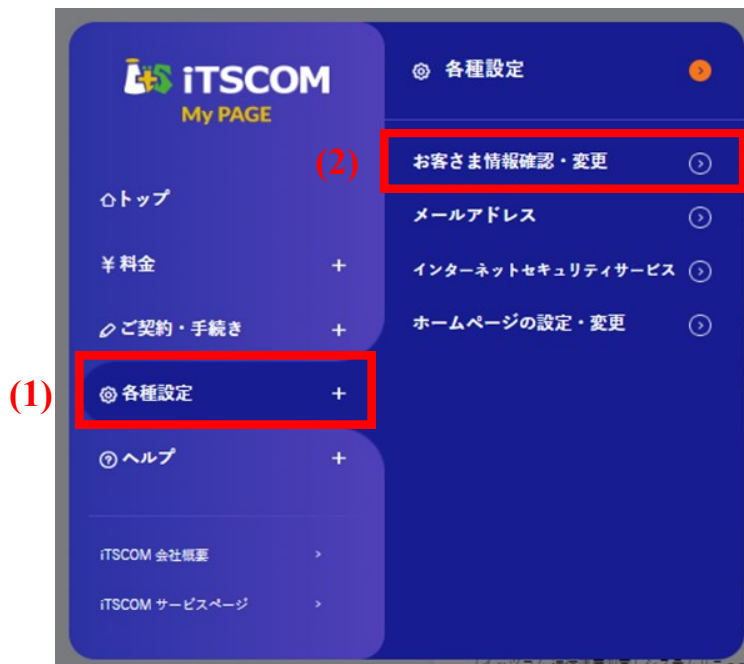 iTSCOM
My PAGE
トップ
¥料金 +
ご契約・手続き +
(1)
各種設定 +
ヘルプ +
iTSCOM 会社概要 >
iTSCOM サービスページ >
各種設定
(2)
お客さま情報確認・変更
メールアドレス
インターネットセキュリティサービス
ホームページの設定・変更